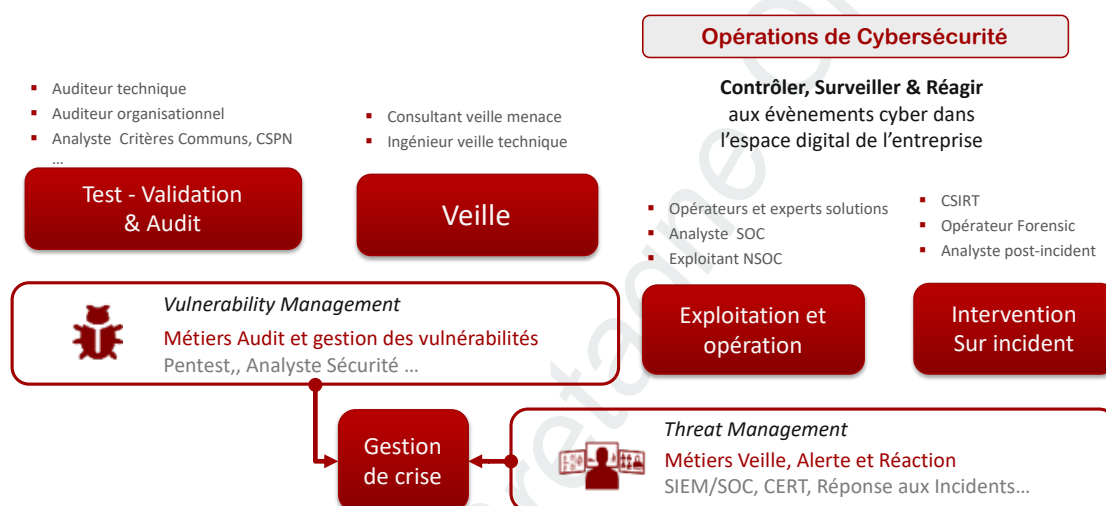 Opérations de Cybersécurité
Contrôler, Surveiller & Réagir
aux évènements cyber dans
l'espace digital de l'entreprise
▪ Auditeur technique
▪ Auditeur organisationnel
▪ Analyste Critères Communs, CSPN
...
Test - Validation
& Audit
▪ Consultant veille menace
▪ Ingénieur veille technique
Veille
▪ Opérateurs et experts solutions
▪ Analyste SOC
▪ Exploitant NSOC
Exploitation et
opération
▪ CSIRT
▪ Opérateur Forensic
▪ Analyste post-incident
Intervention
Sur incident
Vulnerability Management
Métiers Audit et gestion des vulnérabilités
Pentest,, Analyste Sécurité ...
Gestion
de crise
Threat Management
Métiers Veille, Alerte et Réaction
SIEM/SOC, CERT, Réponse aux Incidents...